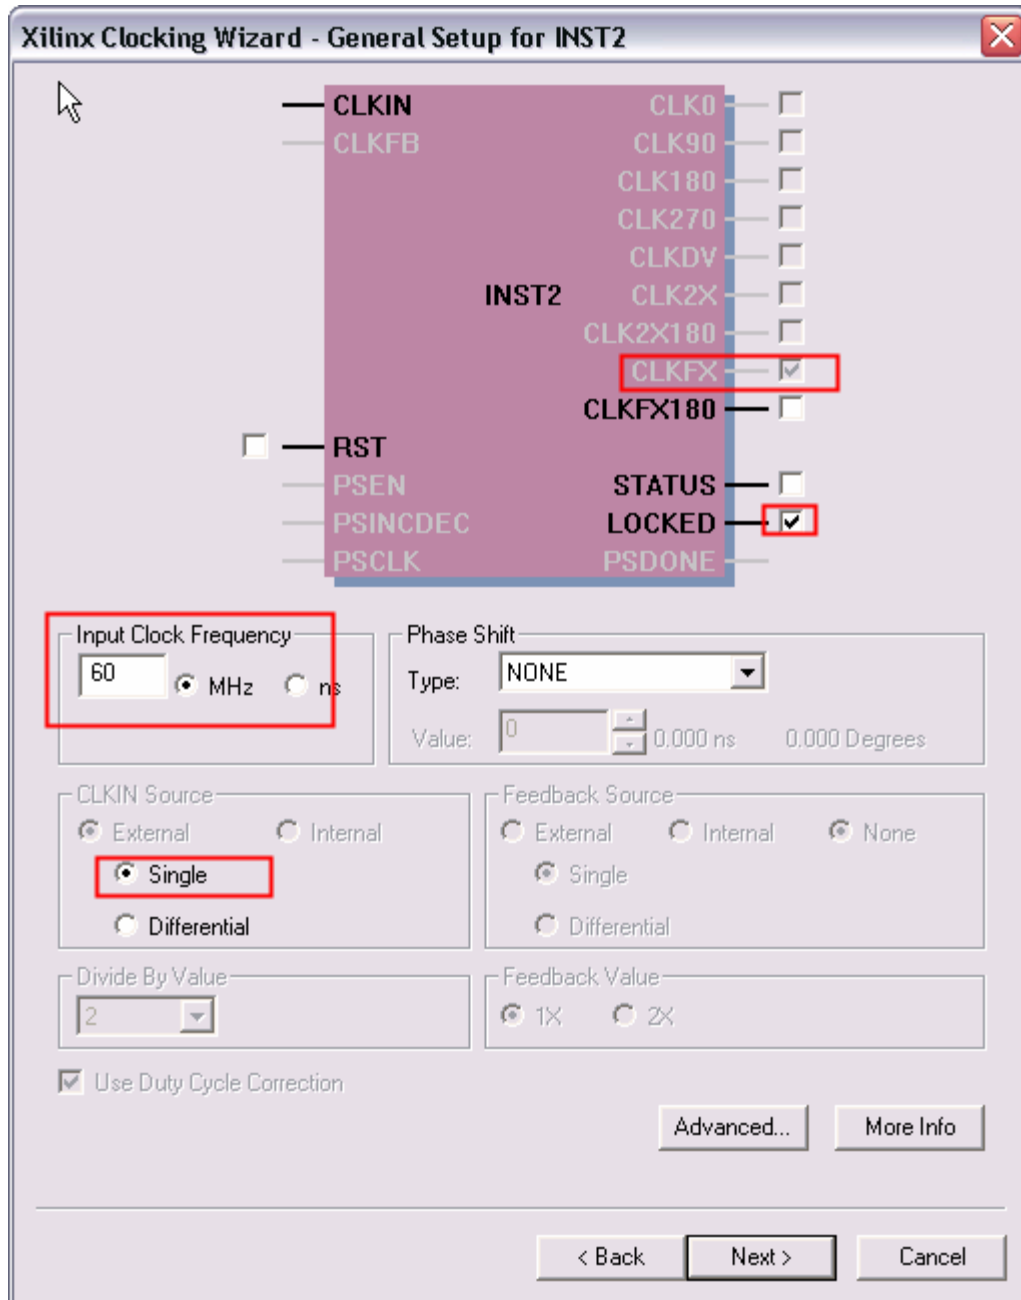 Xilinx Clocking Wizard - General Setup for INST2
CLKIN CLK0
CLKFB CLK90
CLK180
CLK270
CLKDV
INST2 CLK2X
CLK2X180
CLKFX
CLKFX180
RST
PSEN STATUS
PSINCDEC LOCKED
PSCLK PSDONE
Input Clock Frequency
60 MHz ns
Phase Shift
Type: NONE
Value: 0 0.000 ns 0.000 Degrees
CLKIN Source
External Internal
Single
Differential
Feedback Source
External Internal None
Single
Differential
Divide By Value
2
Feedback Value
1X 2X
Use Duty Cycle Correction
Advanced... More Info
< Back Next > Cancel